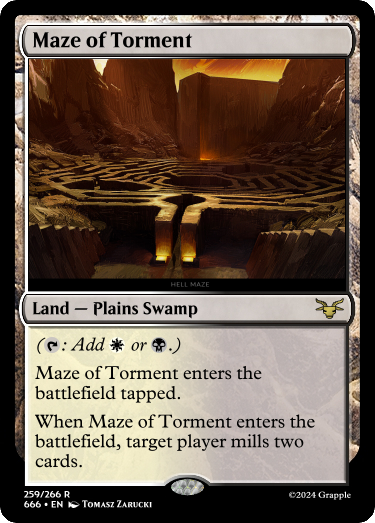 Maze of Torment
HELL MAZE
Land — Plains Swamp
(: Add or .)
Maze of Torment enters the
battlefield tapped.
When Maze of Torment enters the
battlefield, target player mills two
cards.
259/266 R
666 • EN Tomasz Zarucki
©2024 Grapple